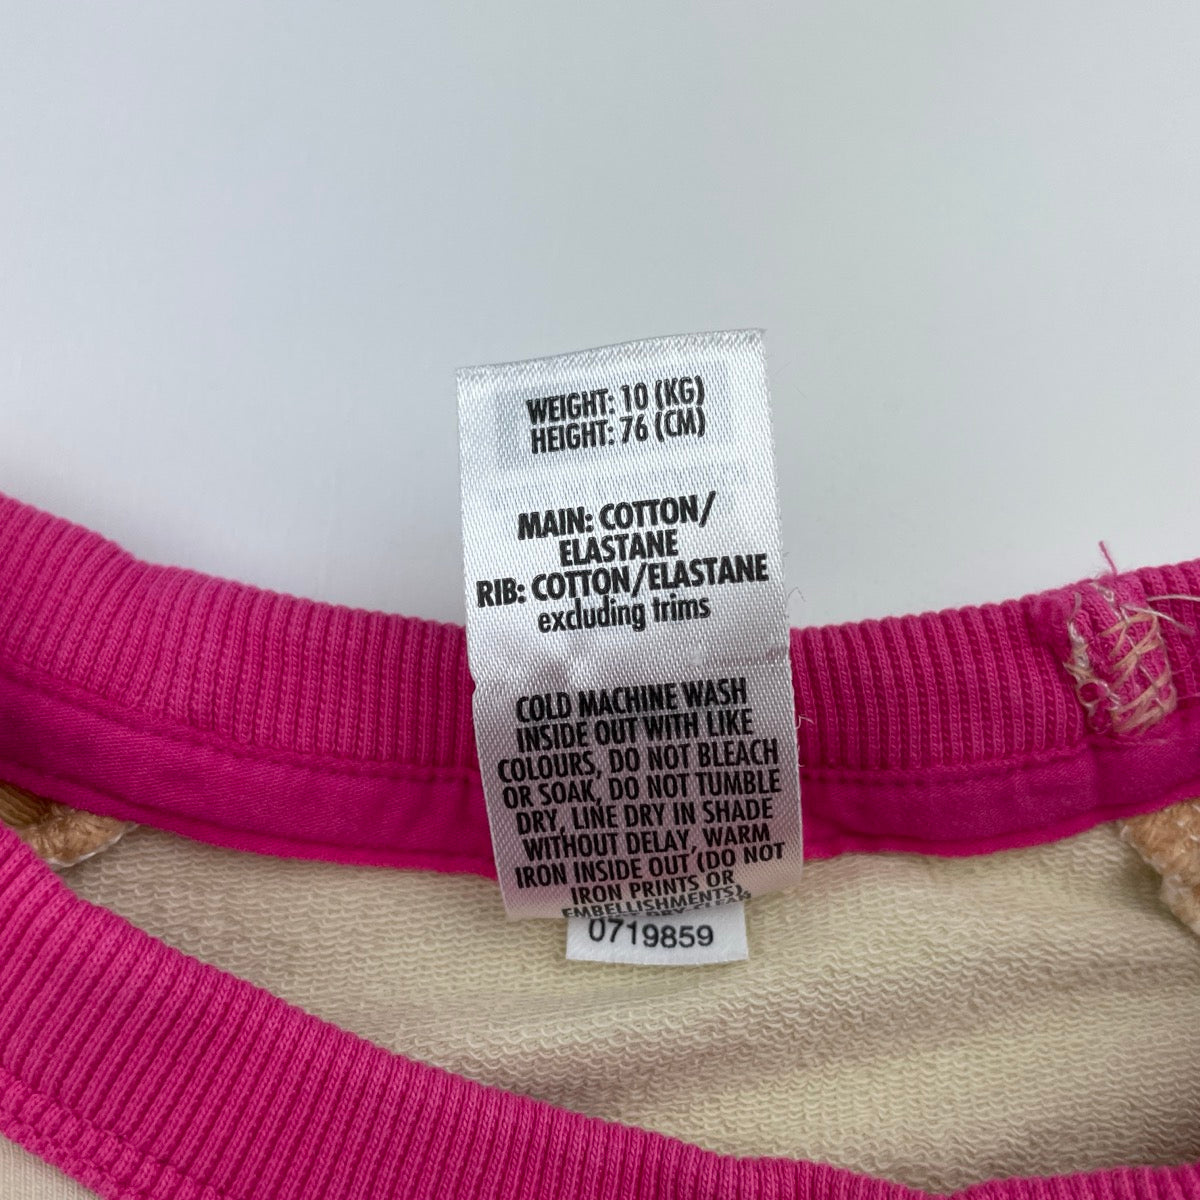 WEIGHT: 10 (KG)
HEIGHT: 76 (CM)
MAIN: COTTON/
ELASTANE
RIB: COTTON/ELASTANE
excluding trims
COLD MACHINE WASH
INSIDE OUT WITH LIKE
COLOURS, DO NOT BLEACH
OR SOAK, DO NOT TUMBLE
DRY, LINE DRY IN SHADE
WITHOUT DELAY, WARM
IRON INSIDE OUT (DO NOT
IRON PRINTS OR
EMBELLISHMENTS),
DRY CLEAN
0719859